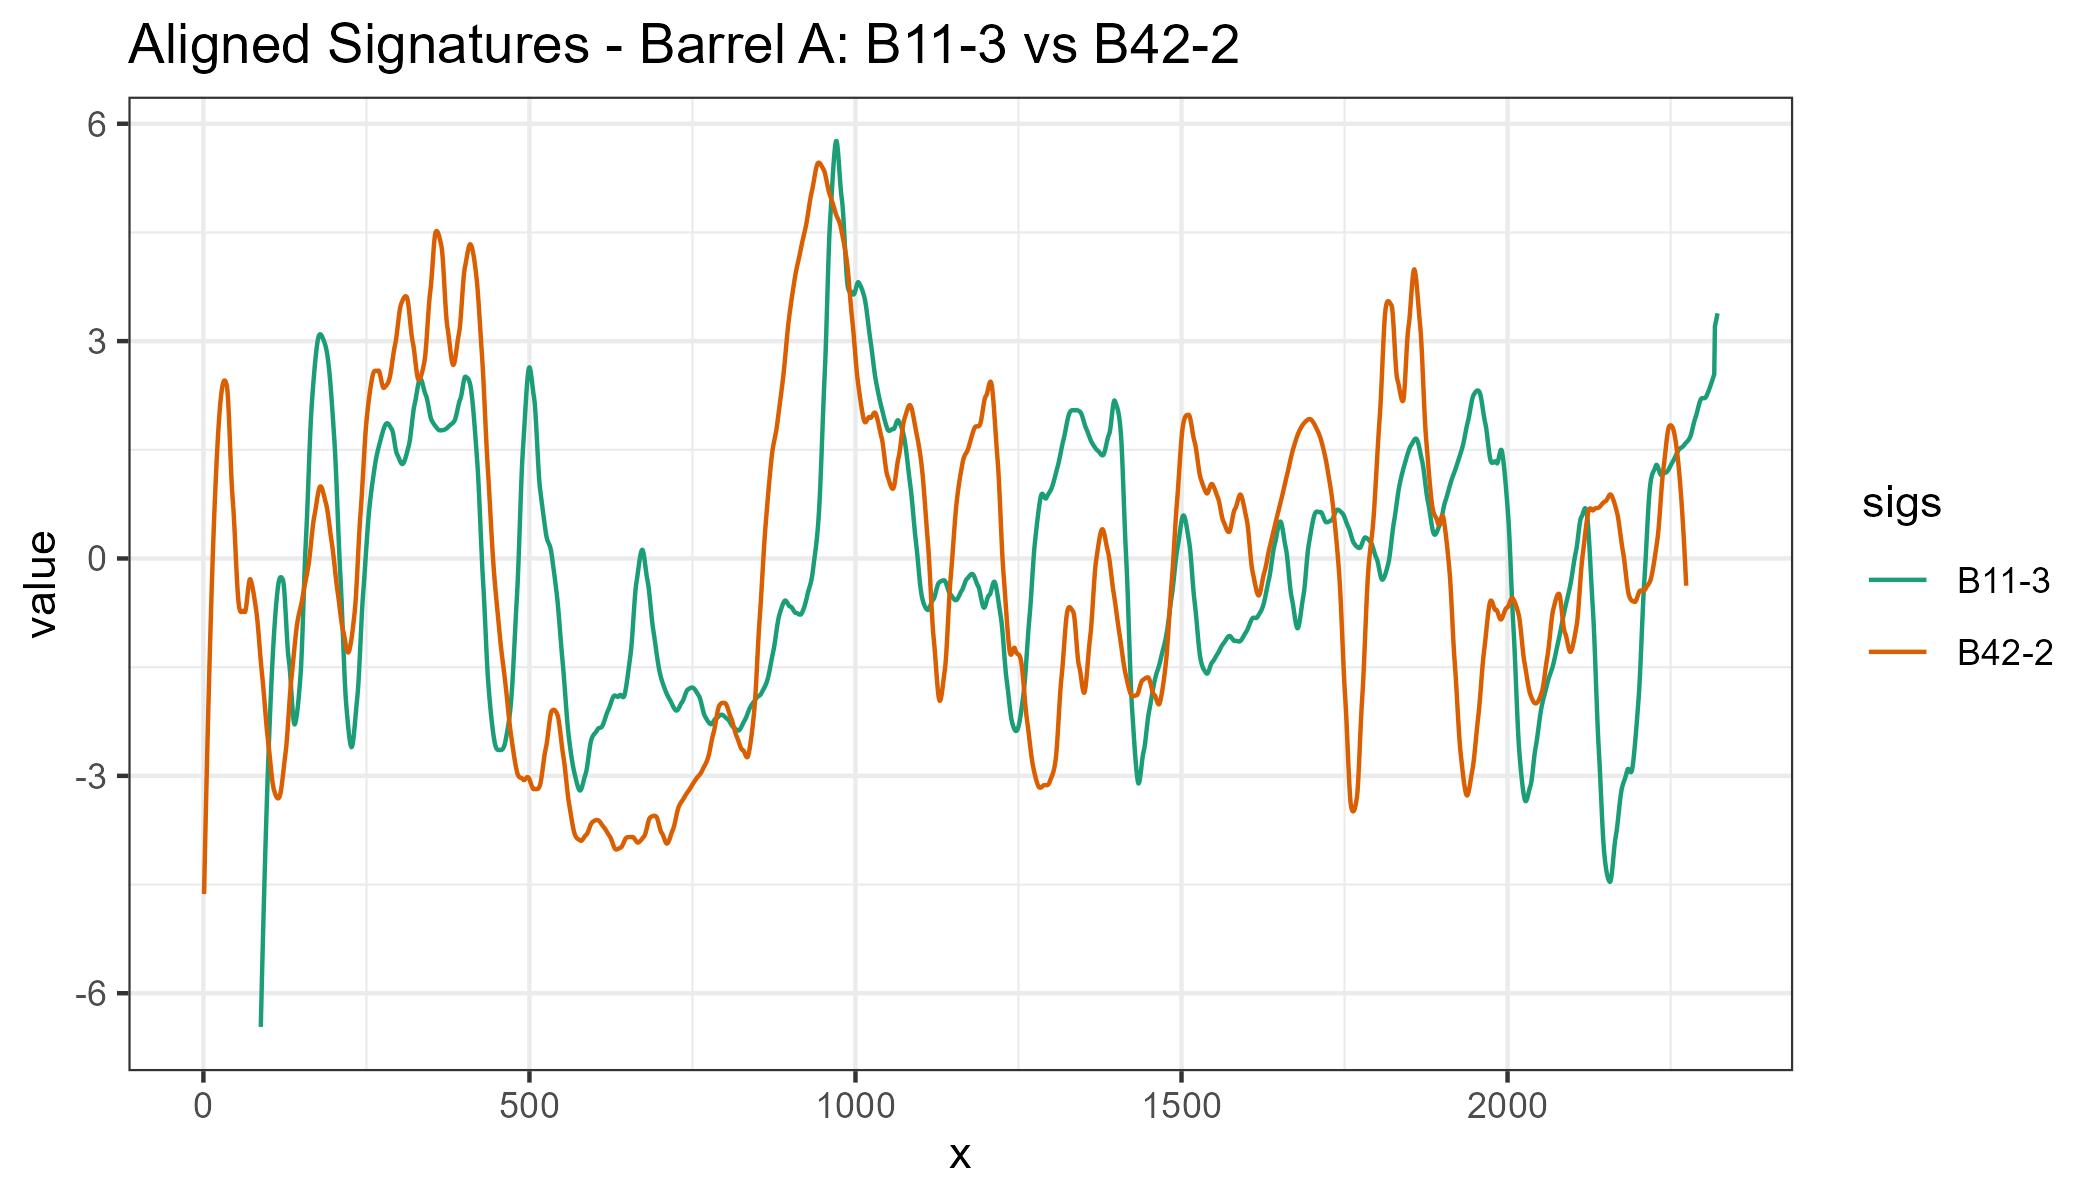 Aligned Signatures - Barrel A: B11-3 vs B42-2
6
3
0
-3
-6
value
0 500 1000 1500 2000
x
sigs
B11-3
B42-2